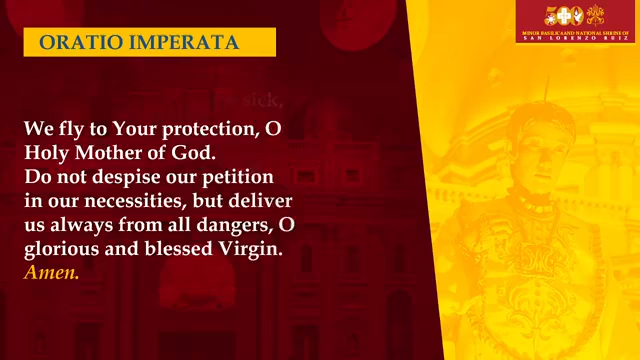 ORATIO IMPERATA
500
MINOR BASILICA AND NATIONAL SHRINE OF
SAN LORENZO RUIZ
sick,
We fly to Your protection, O
Holy Mother of God.
Do not despise our petition
in our necessities, but deliver
us always from all dangers, O
glorious and blessed Virgin.
Amen.